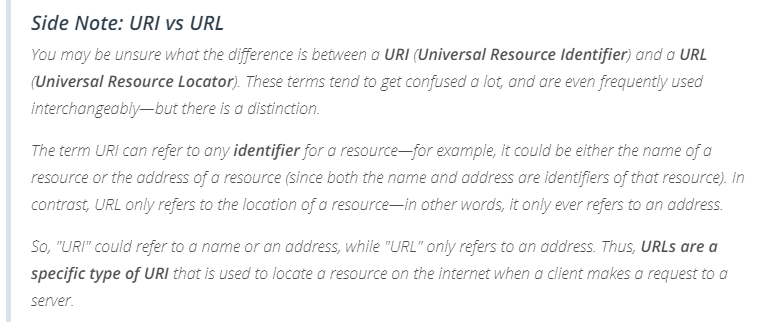 Side Note: URI vs URL
You may be unsure what the difference is between a URI (Universal Resource Identifier) and a URL
(Universal Resource Locator). These terms tend to get confused a lot, and are even frequently used
interchangeably—but there is a distinction.
The term URI can refer to any identifier for a resource—for example, it could be either the name of a
resource or the address of a resource (since both the name and address are identifiers of that resource). In
contrast, URL only refers to the location of a resource—in other words, it only ever refers to an address.
So, "URI" could refer to a name or an address, while "URL" only refers to an address. Thus, URLs are a
specific type of URI that is used to locate a resource on the internet when a client makes a request to a
server.